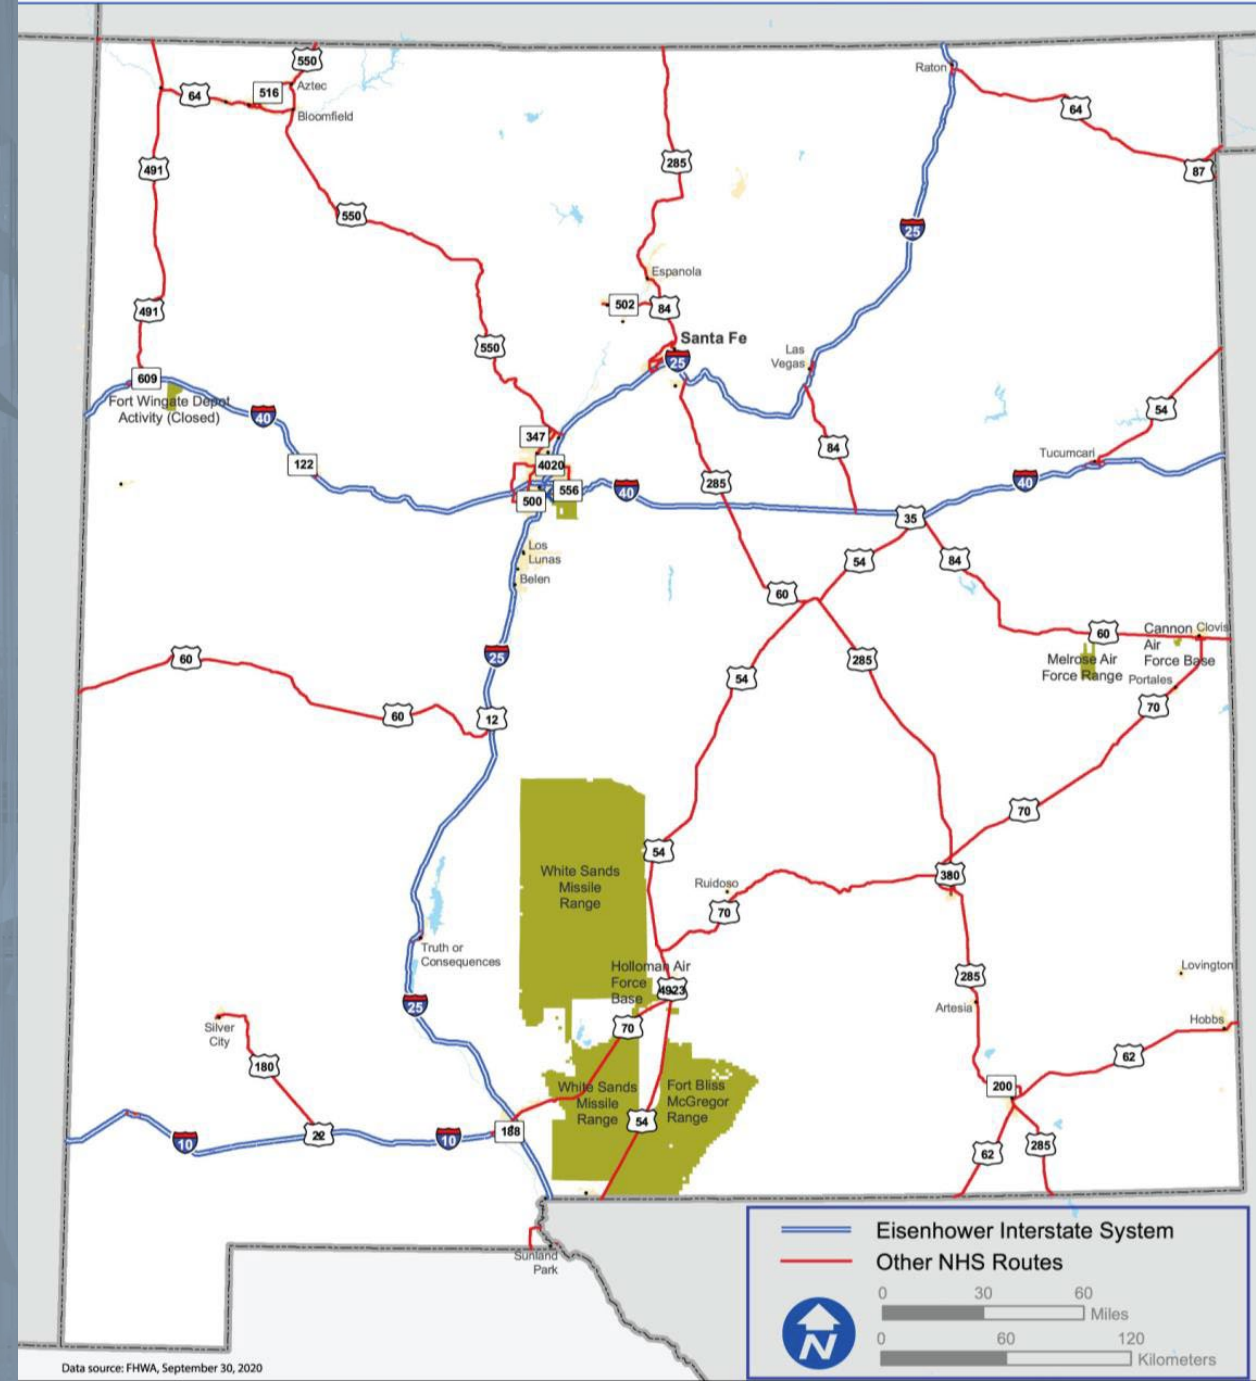 550
Aztec
516
64
Bloomfield
Raton
64
285
491
87
550
25
Espanola
502
84
491
Santa Fe
550
25
Las
Vegas
609
Fort Wingate Depot
Activity (Closed)
40
54
347
84
122
4020
Tucumcari
285
40
40
556
500
35
Los
Lunas
54
84
Belen
60
60
Cannon
Air
Force Base
Clovis
25
60
285
Melrose Air
Force Range
54
Portales
70
60
12
70
54
White Sands
Missile
Range
380
Ruidoso
70
Truth or
Consequences
Holloman Air
Force
Base
4923
285
Lovington
25
Artesia
Silver
City
70
Hobbs
180
62
White Sands
Missile
Range
Fort Bliss
McGregor
Range
200
54
10
22
10
188
62
285
Sunland
Park
Eisenhower Interstate System
Other NHS Routes
0 30 60
Miles
N
0 60 120
Kilometers
Data source: FHWA, September 30, 2020